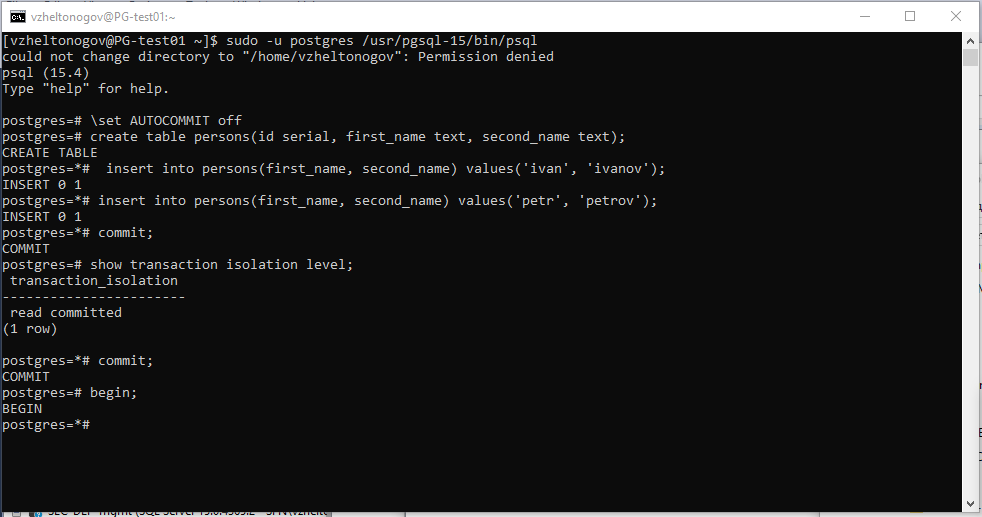 vzheltonogov@PG-test01:~
[vzheltonogov@PG-test01 ~]$ sudo -u postgres /usr/pgsql-15/bin/psql
could not change directory to "/home/vzheltonogov": Permission denied
psql (15.4)
Type "help" for help.
postgres=# \set AUTOCOMMIT off
postgres=# create table persons(id serial, first_name text, second_name text);
CREATE TABLE
postgres=*#  insert into persons(first_name, second_name) values('ivan', 'ivanov');
INSERT 0 1
postgres=*# insert into persons(first_name, second_name) values('petr', 'petrov');
INSERT 0 1
postgres=*# commit;
COMMIT
postgres=# show transaction isolation level;
 transaction_isolation
-----------------------
 read committed
(1 row)
postgres=*# commit;
COMMIT
postgres=# begin;
BEGIN
postgres=*#